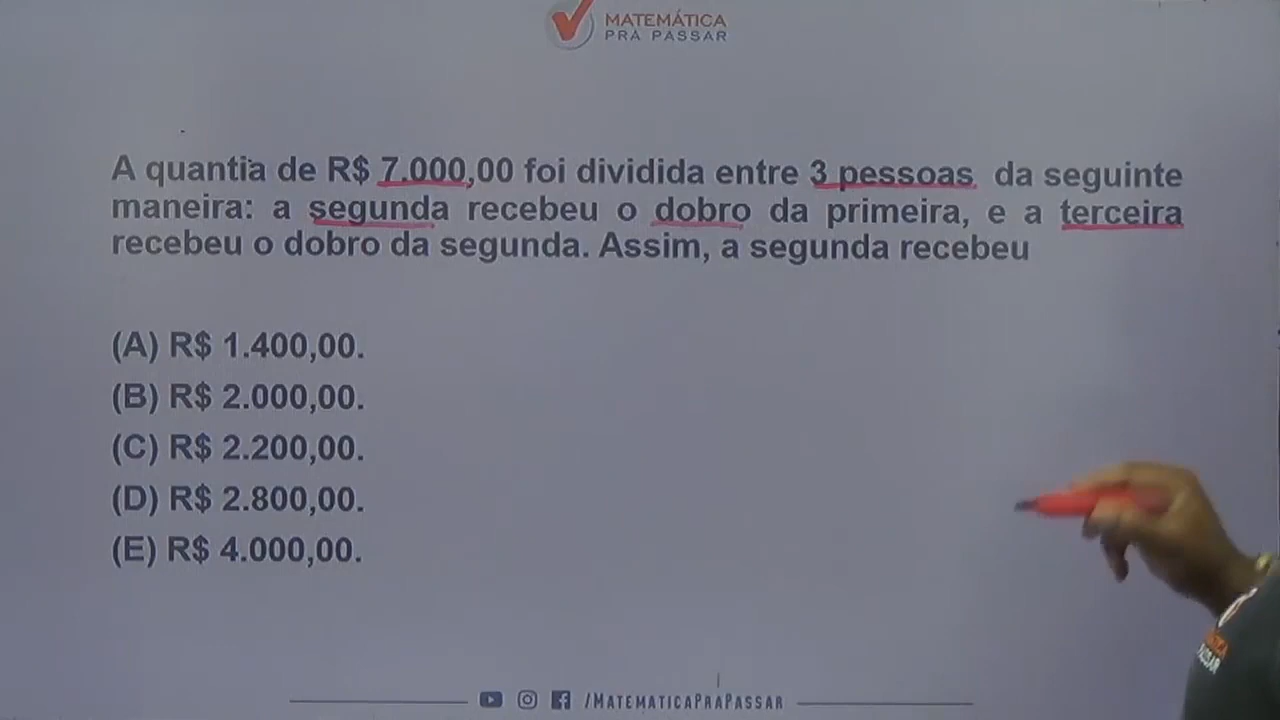 MATEMÁTICA
PRA PASSAR
A quantia de R$ 7.000,00 foi dividida entre 3 pessoas da seguinte
maneira: a segunda recebeu o dobro da primeira, e a terceira
recebeu o dobro da segunda. Assim, a segunda recebeu
(A) R$ 1.400,00.
(B) R$ 2.000,00.
(C) R$ 2.200,00.
(D) R$ 2.800,00.
(E) R$ 4.000,00.
/MATEMATICAPRAPASSAR